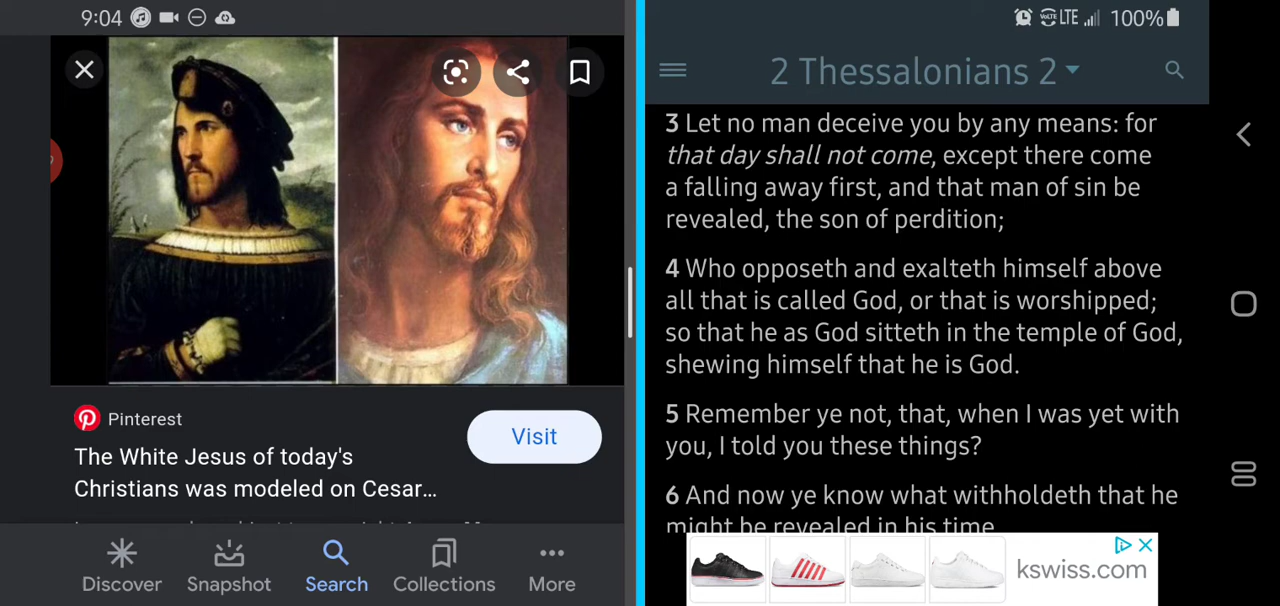 9:04
Pinterest
Visit
The White Jesus of today's
Christians was modeled on Cesar...
Discover Snapshot Search Collections More
LTE 100%
2 Thessalonians 2
3 Let no man deceive you by any means: for
that day shall not come, except there come
a falling away first, and that man of sin be
revealed, the son of perdition;
4 Who opposeth and exalteth himself above
all that is called God, or that is worshipped;
so that he as God sitteth in the temple of God,
shewing himself that he is God.
5 Remember ye not, that, when I was yet with
you, I told you these things?
6 And now ye know what withholdeth that he
might be revealed in his time
kswiss.com